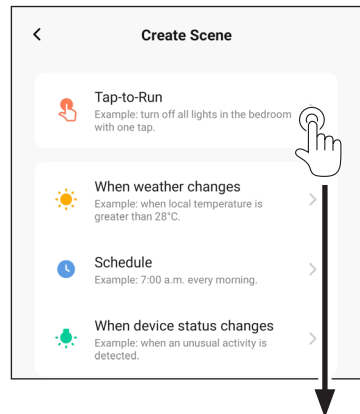 Create Scene
Tap-to-Run
Example: turn off all lights in the bedroom
with one tap.
When weather changes
Example: when local temperature is
greater than 28°C.
Schedule
Example: 7:00 a.m. every morning.
When device status changes
Example: when an unusual activity is
detected.